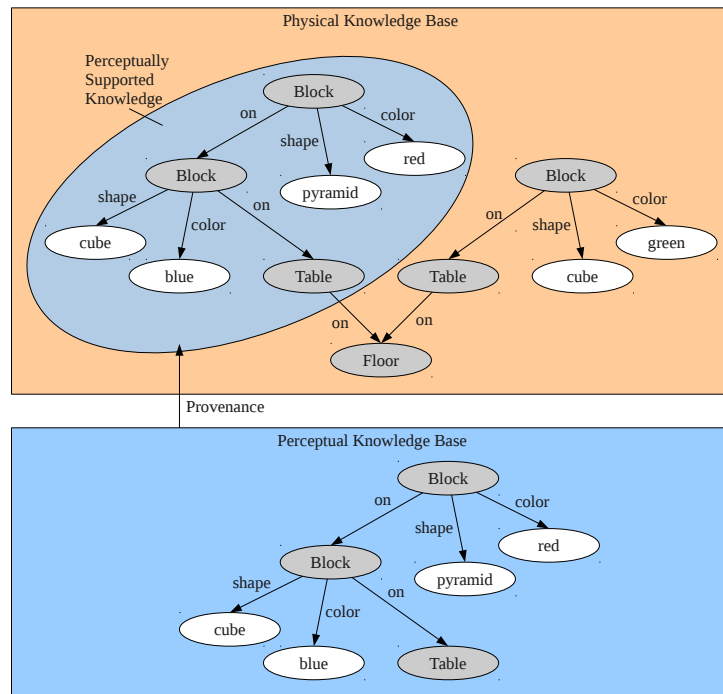 Physical Knowledge Base
Perceptually
Supported
Knowledge
Block
on
shape
color
red
pyramid
Block
shape
color
on
cube
blue
Table
Block
on
shape
color
green
cube
Table
on
on
Floor
Provenance
Perceptual Knowledge Base
Block
on
shape
color
red
pyramid
Block
shape
color
on
cube
blue
Table